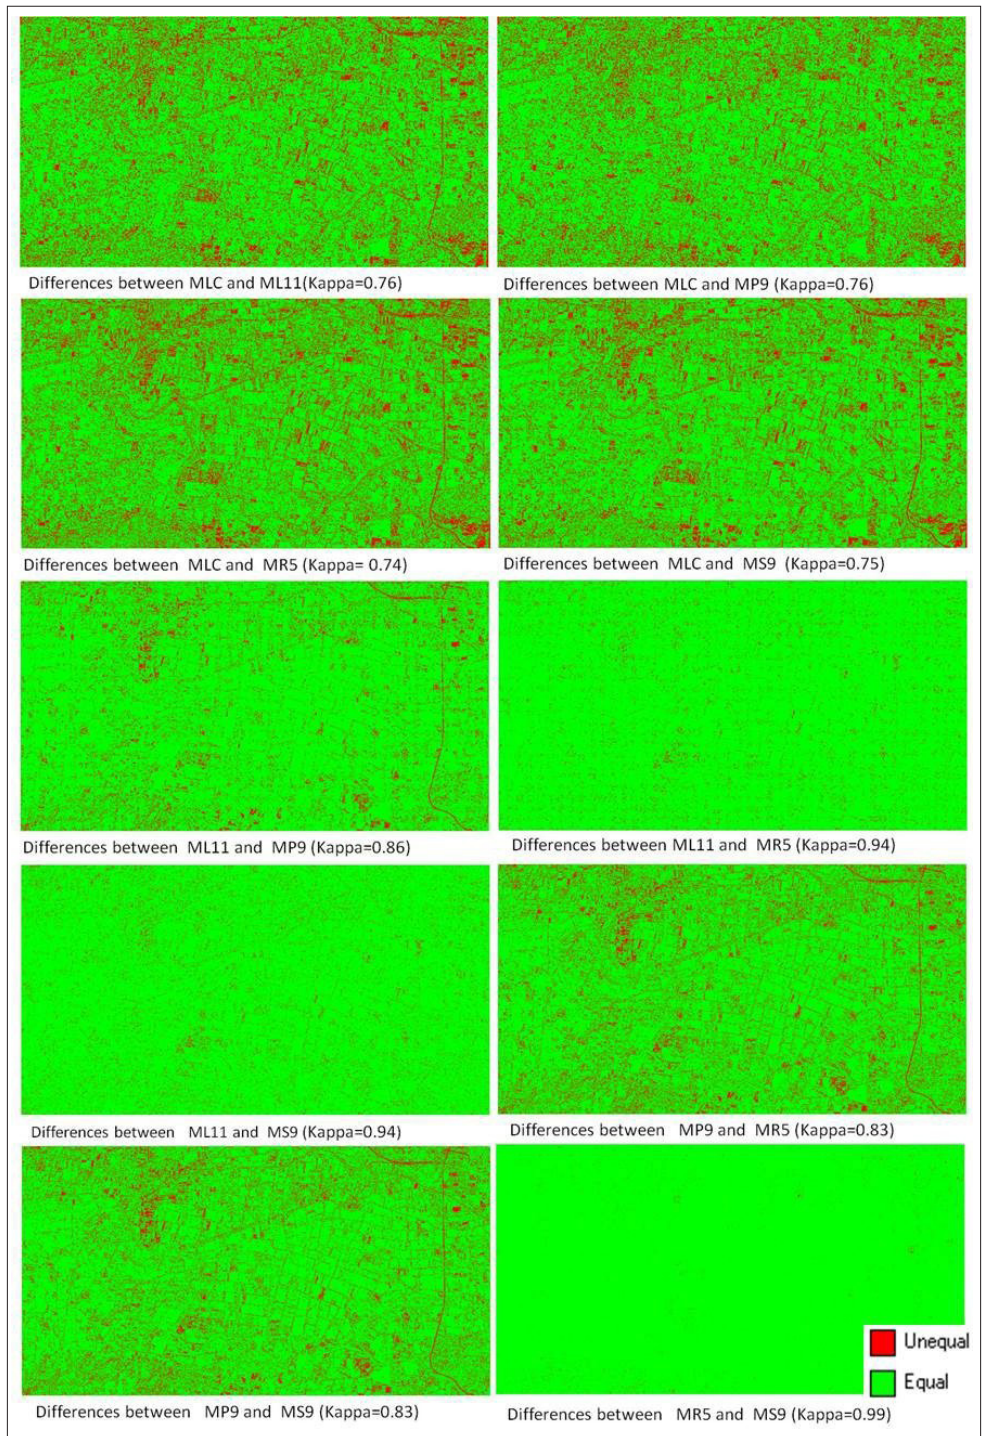 Differences between MLC and ML11(Kappa=0.76)
Differences between MLC and MP9 (Kappa=0.76)
Differences between MLC and MR5 (Kappa= 0.74)
Differences between MLC and MS9 (Kappa=0.75)
Differences between ML11 and MP9 (Kappa=0.86)
Differences between ML11 and MR5 (Kappa=0.94)
Differences between ML11 and MS9 (Kappa=0.94)
Differences between MP9 and MR5 (Kappa=0.83)
Unequal
Equal
Differences between MP9 and MS9 (Kappa=0.83)
Differences between MR5 and MS9 (Kappa=0.99)